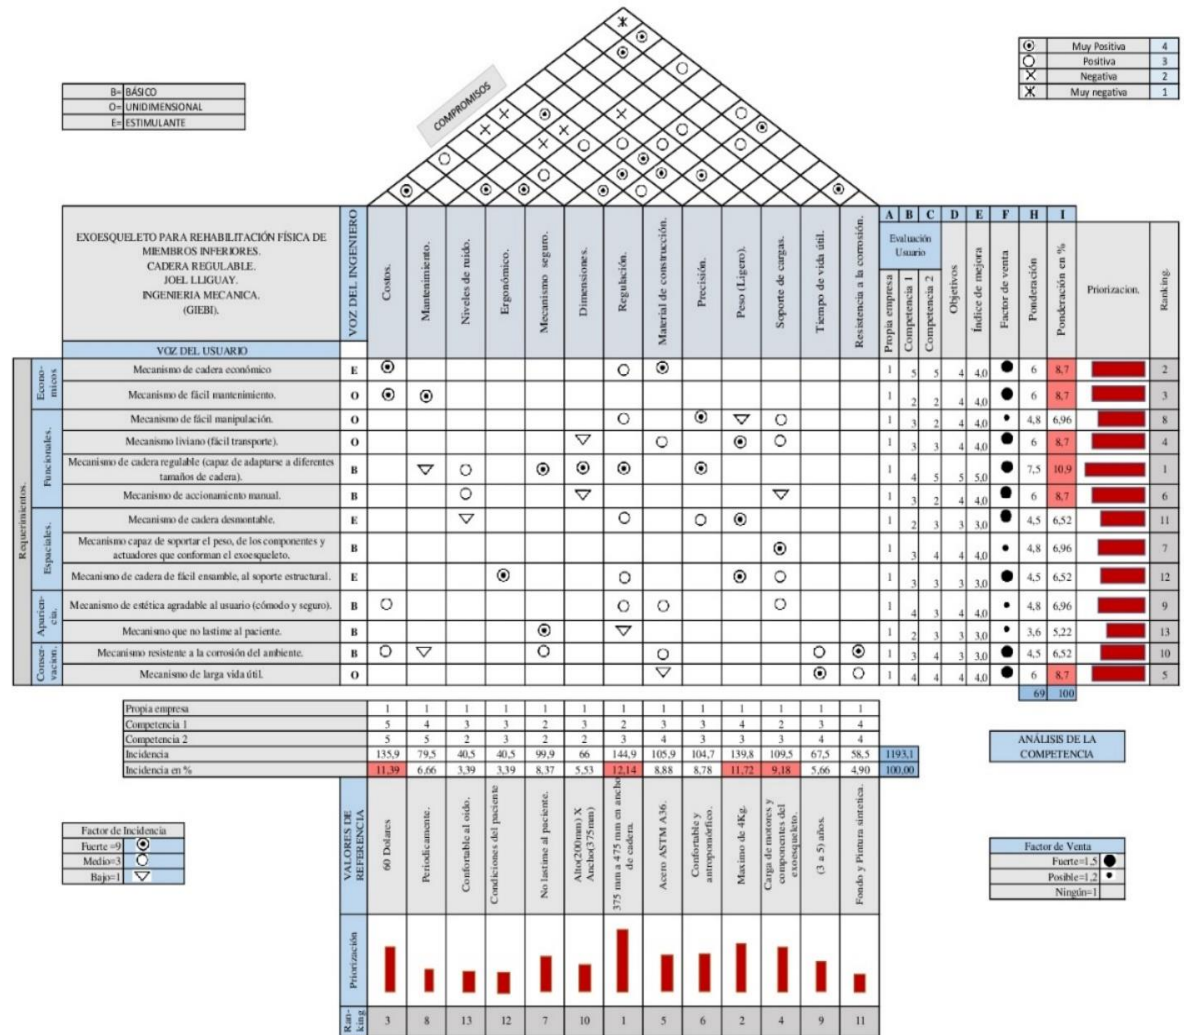 COMPROMISOS
Muy Positiva 4
Positiva 3
Negativa 2
Muy negativa 1
B= BÁSICO
O= UNIDIMENSIONAL
E= ESTIMULANTE
EXOESQUELETO PARA REHABILITACIÓN FÍSICA DE
MIEMBROS INFERIORES.
CADERA REGULABLE.
JOEL LLIGUAY.
INGENIERIA MECANICA.
(GIEBI).
VOZ DEL USUARIO
VOZ DEL INGENIERO
Costos.
Mantenimiento.
Niveles de ruido.
Ergonómico.
Mecanismo seguro.
Dimensiones.
Regulación.
Material de construcción.
Precisión.
Peso (Ligero).
Soporte de cargas.
Tiempo de vida útil.
Resistencia a la corrosión.
A B C D E F H I
Evaluación
Usuario
Propia empresa
Competencia 1
Competencia 2
Objetivos
Índice de mejora
Factor de venta
Ponderación
Ponderación en %
Priorizacion.
Ranking.
Requerimientos.
Econo-
micos
Mecanismo de cadera económico E 1 5 5 4 4,0 6 8,7 2
Mecanismo de fácil mantenimiento. O 1 2 2 4 4,0 6 8,7 3
Funcionales.
Mecanismo de fácil manipulación. O 1 3 2 4 4,0 4,8 6,96 8
Mecanismo liviano (fácil transporte). O 1 3 3 4 4,0 6 8,7 4
Mecanismo de cadera regulable (capaz de adaptarse a diferentes
tamaños de cadera). B 1 4 5 5 5,0 7,5 10,9 1
Mecanismo de accionamiento manual. B 1 3 2 4 4,0 6 8,7 6
Espaciales.
Mecanismo de cadera desmontable. E 1 2 3 3 3,0 4,5 6,52 11
Mecanismo capaz de soportar el peso, de los componentes y
actuadores que conforman el exoesqueleto. B 1 3 4 4 4,0 4,8 6,96 7
Mecanismo de cadera de fácil ensamble, al soporte estructural. E 1 3 3 3 3,0 4,5 6,52 12
Aparien-
cia.
Mecanismo de estética agradable al usuario (cómodo y seguro). B 1 4 3 4 4,0 4,8 6,96 9
Mecanismo que no lastime al paciente. B 1 2 3 3 3,0 3,6 5,22 13
Conser-
vacion.
Mecanismo resistente a la corrosión del ambiente. B 1 3 4 3 3,0 4,5 6,52 10
Mecanismo de larga vida útil. O 1 4 4 4 4,0 6 8,7 5
69 100
Propia empresa 1 1 1 1 1 1 1 1 1 1 1 1 1
Competencia 1 5 4 3 3 2 3 2 3 3 4 2 3 4
Competencia 2 5 5 2 3 2 2 3 4 3 3 3 4 4
Incidencia 135,9 79,5 40,5 40,5 99,9 66 144,9 105,9 104,7 139,8 109,5 67,5 58,5 1193,1
Incidencia en % 11,39 6,66 3,39 3,39 8,37 5,53 12,14 8,88 8,78 11,72 9,18 5,66 4,90 100,00
ANÁLISIS DE LA
COMPETENCIA
VALORES DE
REFERENCIA
60 Dolares
Periodicamente.
Confortable al oido.
Condiciones del paciente
No lastime al paciente.
Alto(200mm) X
Ancho(375mm)
375 mm a 475 mm en ancho
de cadera.
Acero ASTM A36.
Confortable y
antropomórfico.
Maximo de 4Kg.
Carga de motores y
componentes del
exoesqueleto.
(3 a 5) años.
Fondo y Pintura sintetica.
Factor de Incidencia
Fuerte =9
Medio=3
Bajo=1
Factor de Venta
Fuerte=1,5
Posible=1,2
Ningún=1
Priorización
Ran-
king
3 8 13 12 7 10 1 5 6 2 4 9 11